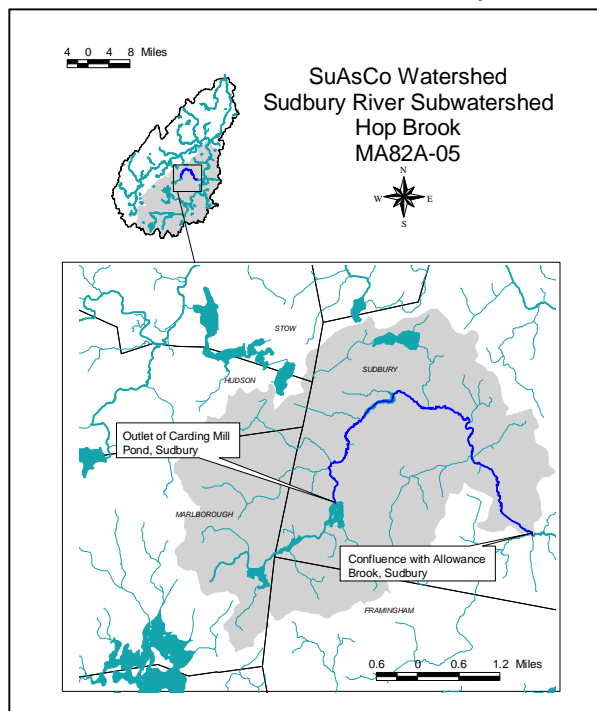 4 0 4 8 Miles
SuAsCo Watershed
Sudbury River Subwatershed
Hop Brook
MA82A-05
N
W E
S
STOW
HUDSON
SUDBURY
Outlet of Carding Mill
Pond, Sudbury
MARLBOROUGH
Confluence with Allowance
Brook, Sudbury
FRAMINGHAM
0.6 0 0.6 1.2 Miles